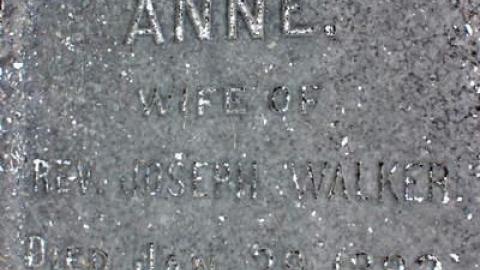 ANNE.
WIFE OF
REV. JOSEPH WALKER.
DIED JAN.